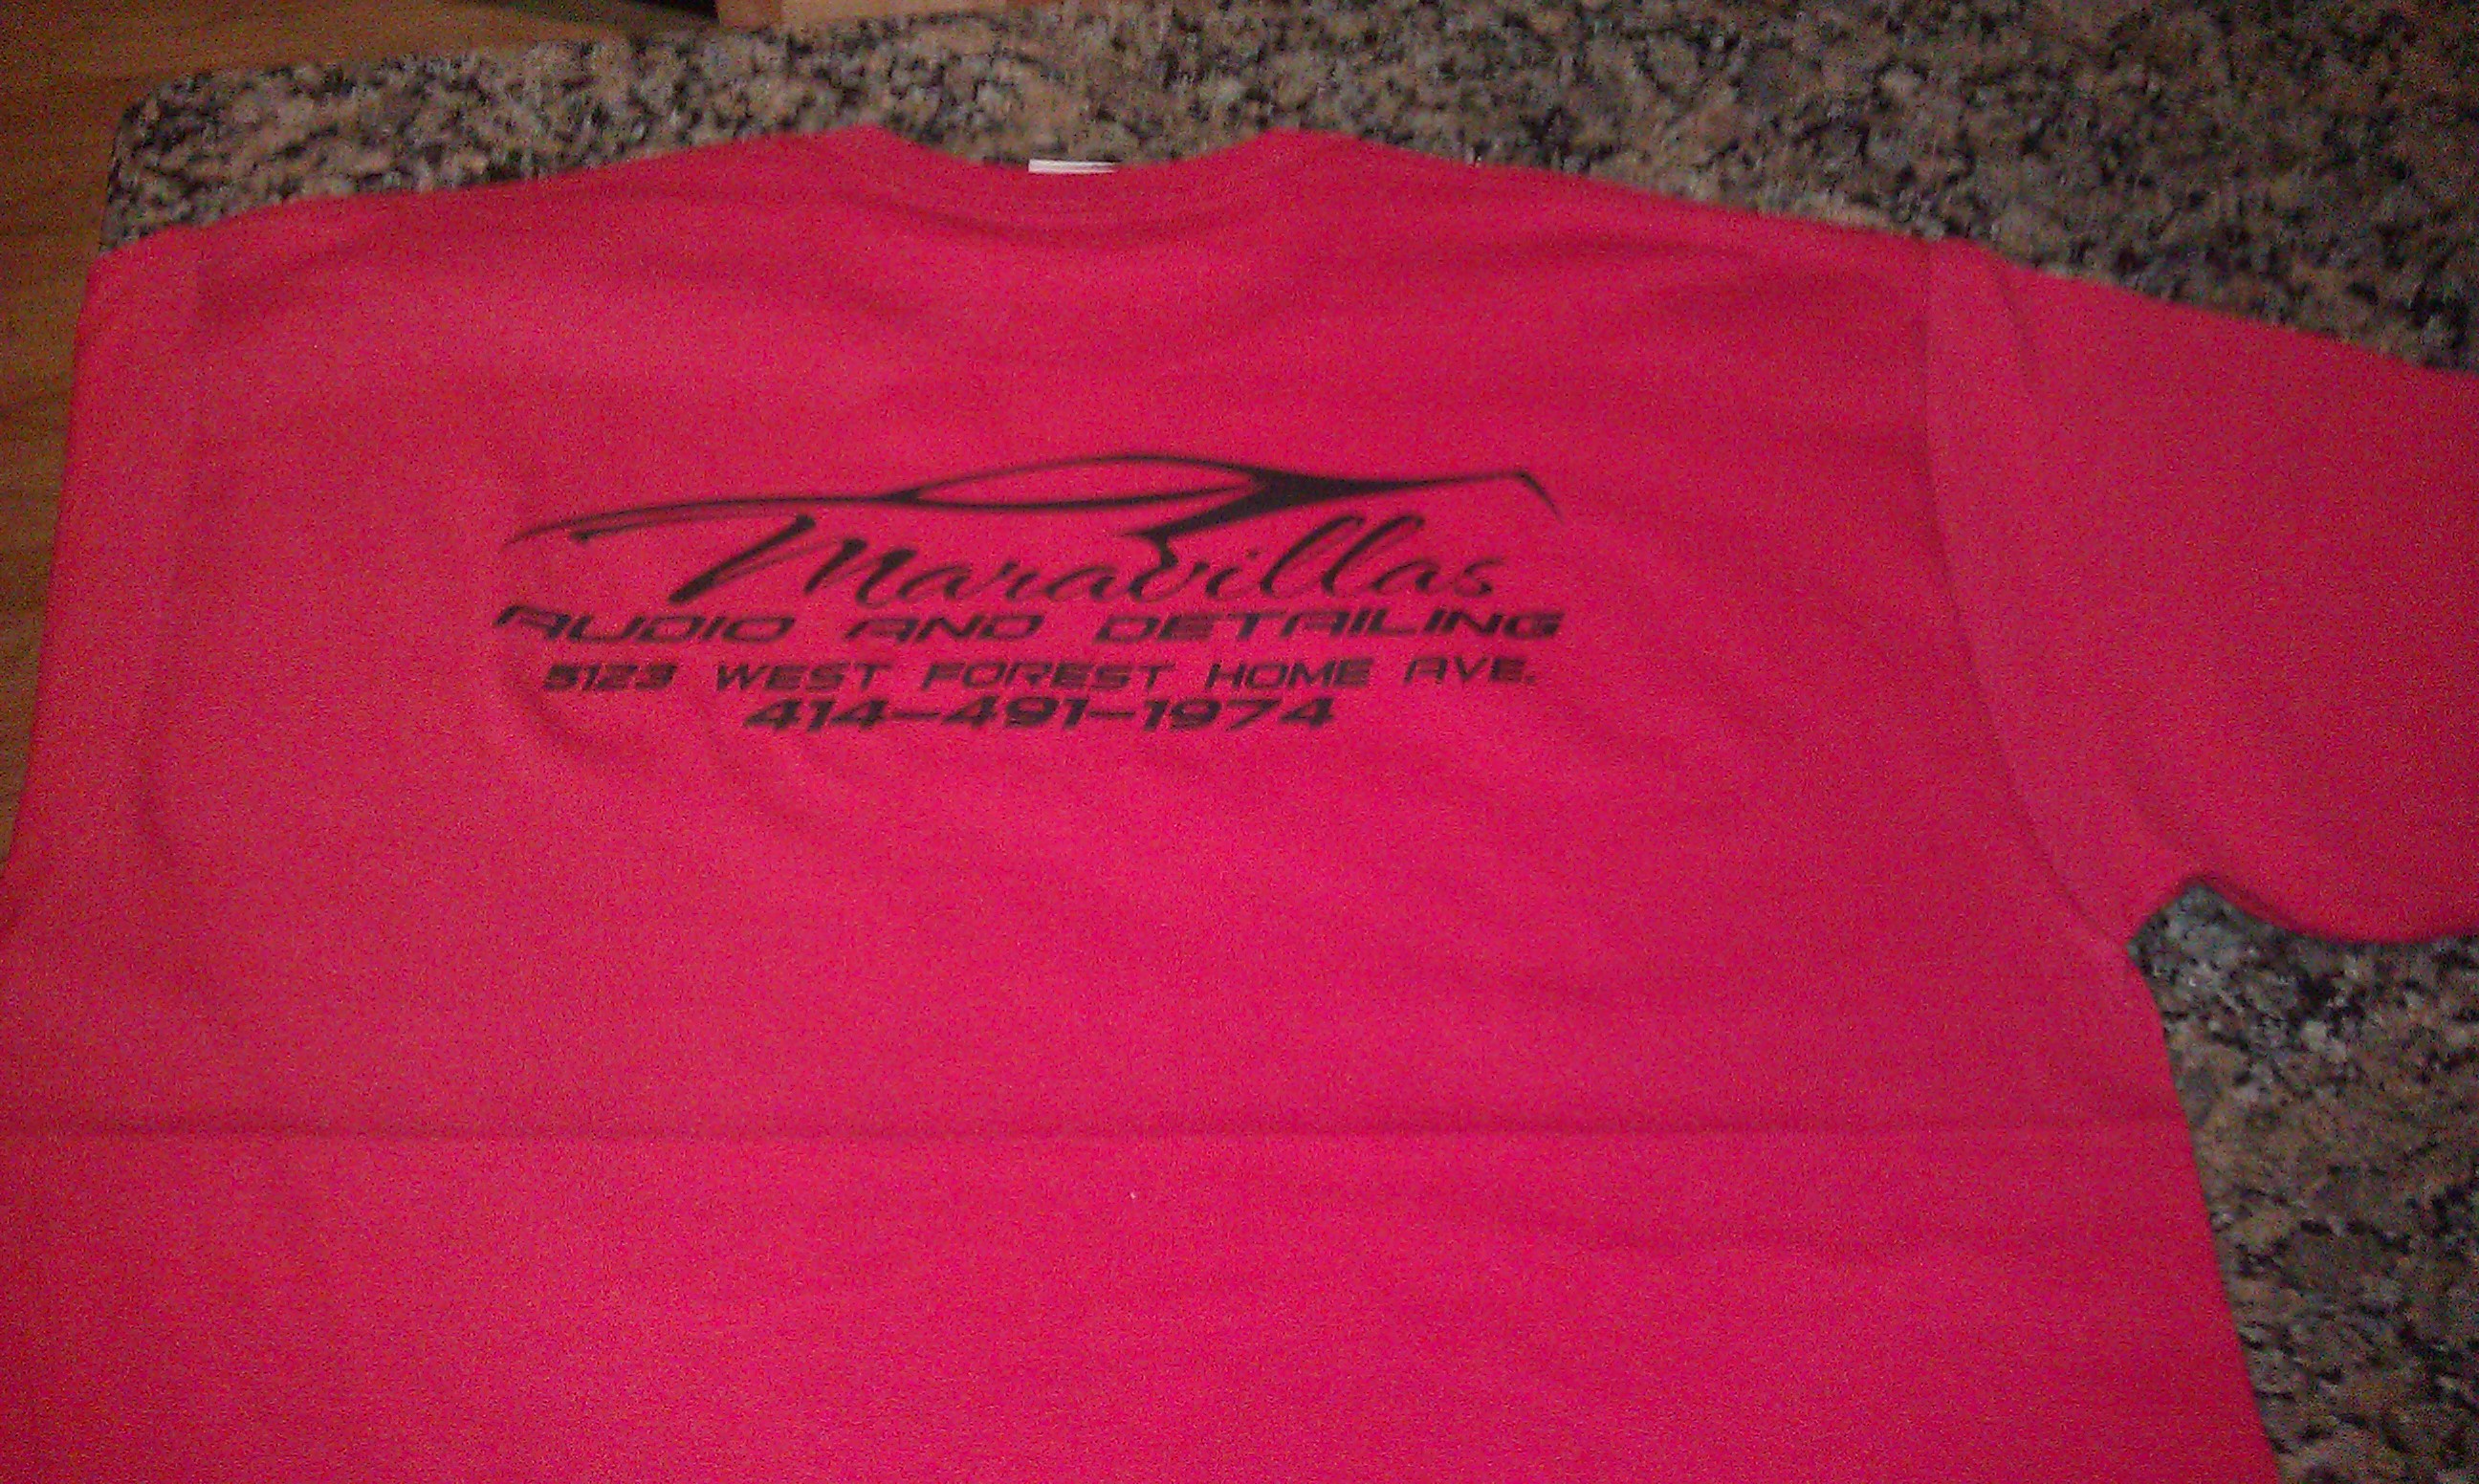 Maravillas
AUDIO AND DETAILING
5123 WEST FOREST HOME AVE.
414-491-1974